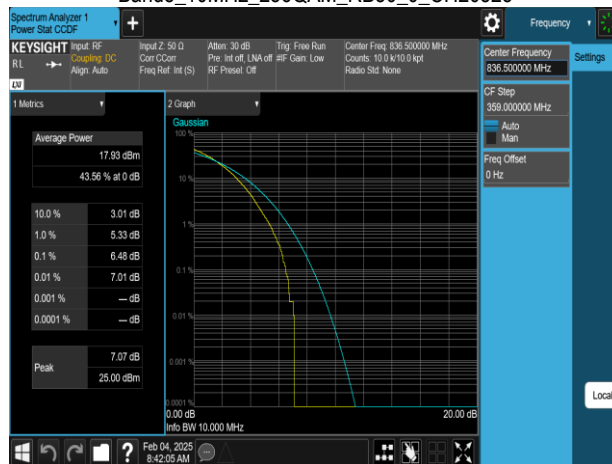 Spectrum Analyzer 1
Power Stat CCDF
Frequency
KEYSIGHT
RL
Input: RF
Coupling: DC
Align: Auto
Input Z: 50 Ω
Corr CCorr
Freq Ref: Int (S)
Atten: 30 dB
Pre: Int off, LNA off
RF Presel: Off
Trig: Free Run
#IF Gain: Low
Center Freq: 836.500000 MHz
Counts: 10.0 k/10.0 kpt
Radio Std: None
LXI
Center Frequency
836.500000 MHz
Settings
CF Step
359.000000 MHz
Auto
Man
Freq Offset
0 Hz
1 Metrics
Average Power
17.93 dBm
43.56 % at 0 dB
10.0 % 3.01 dB
1.0 % 5.33 dB
0.1 % 6.48 dB
0.01 % 7.01 dB
0.001 % --- dB
0.0001 % --- dB
Peak
7.07 dB
25.00 dBm
2 Graph
Gaussian
100 %
10 %
1 %
0.1 %
0.01 %
0.001 %
0.0001 %
0.00 dB 20.00 dB
Info BW 10.000 MHz
Local
?
Feb 04, 2025
8:42:05 AM